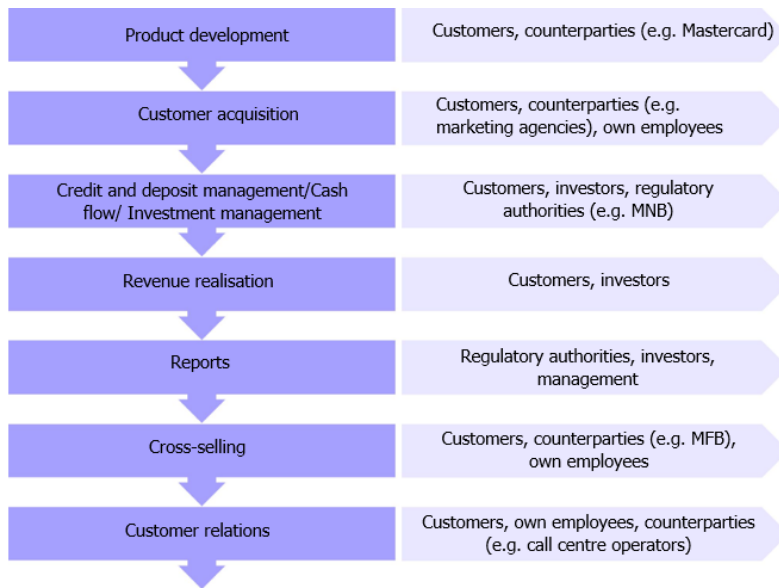 Product development
Customers, counterparties (e.g. Mastercard)
Customer acquisition
Customers, counterparties (e.g.
marketing agencies), own employees
Credit and deposit management/Cash
flow/ Investment management
Customers, investors, regulatory
authorities (e.g. MNB)
Revenue realisation
Customers, investors
Reports
Regulatory authorities, investors,
management
Cross-selling
Customers, counterparties (e.g. MFB),
own employees
Customer relations
Customers, own employees, counterparties
(e.g. call centre operators)